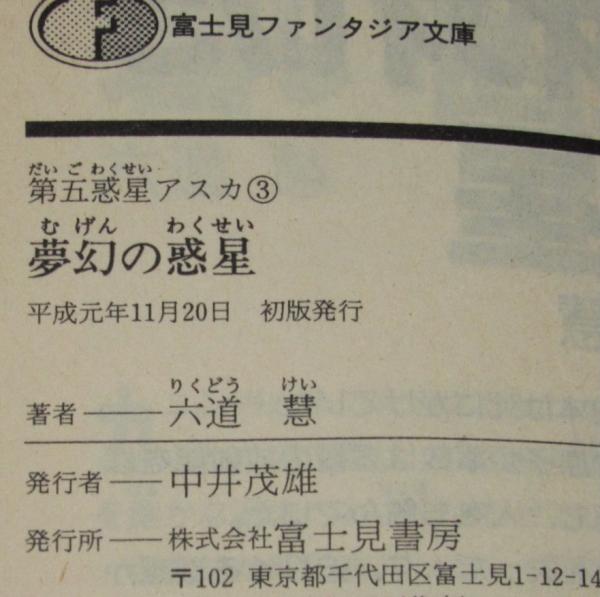 F
富士見ファンタジア文庫
だい ご わくせい
第五惑星アスカ③
む げん わくせい
夢幻の惑星
平成元年11月20日 初版発行
りくどう けい
著者――六道 慧
発行者――中井茂雄
発行所――株式会社富士見書房
〒102 東京都千代田区富士見1-12-14